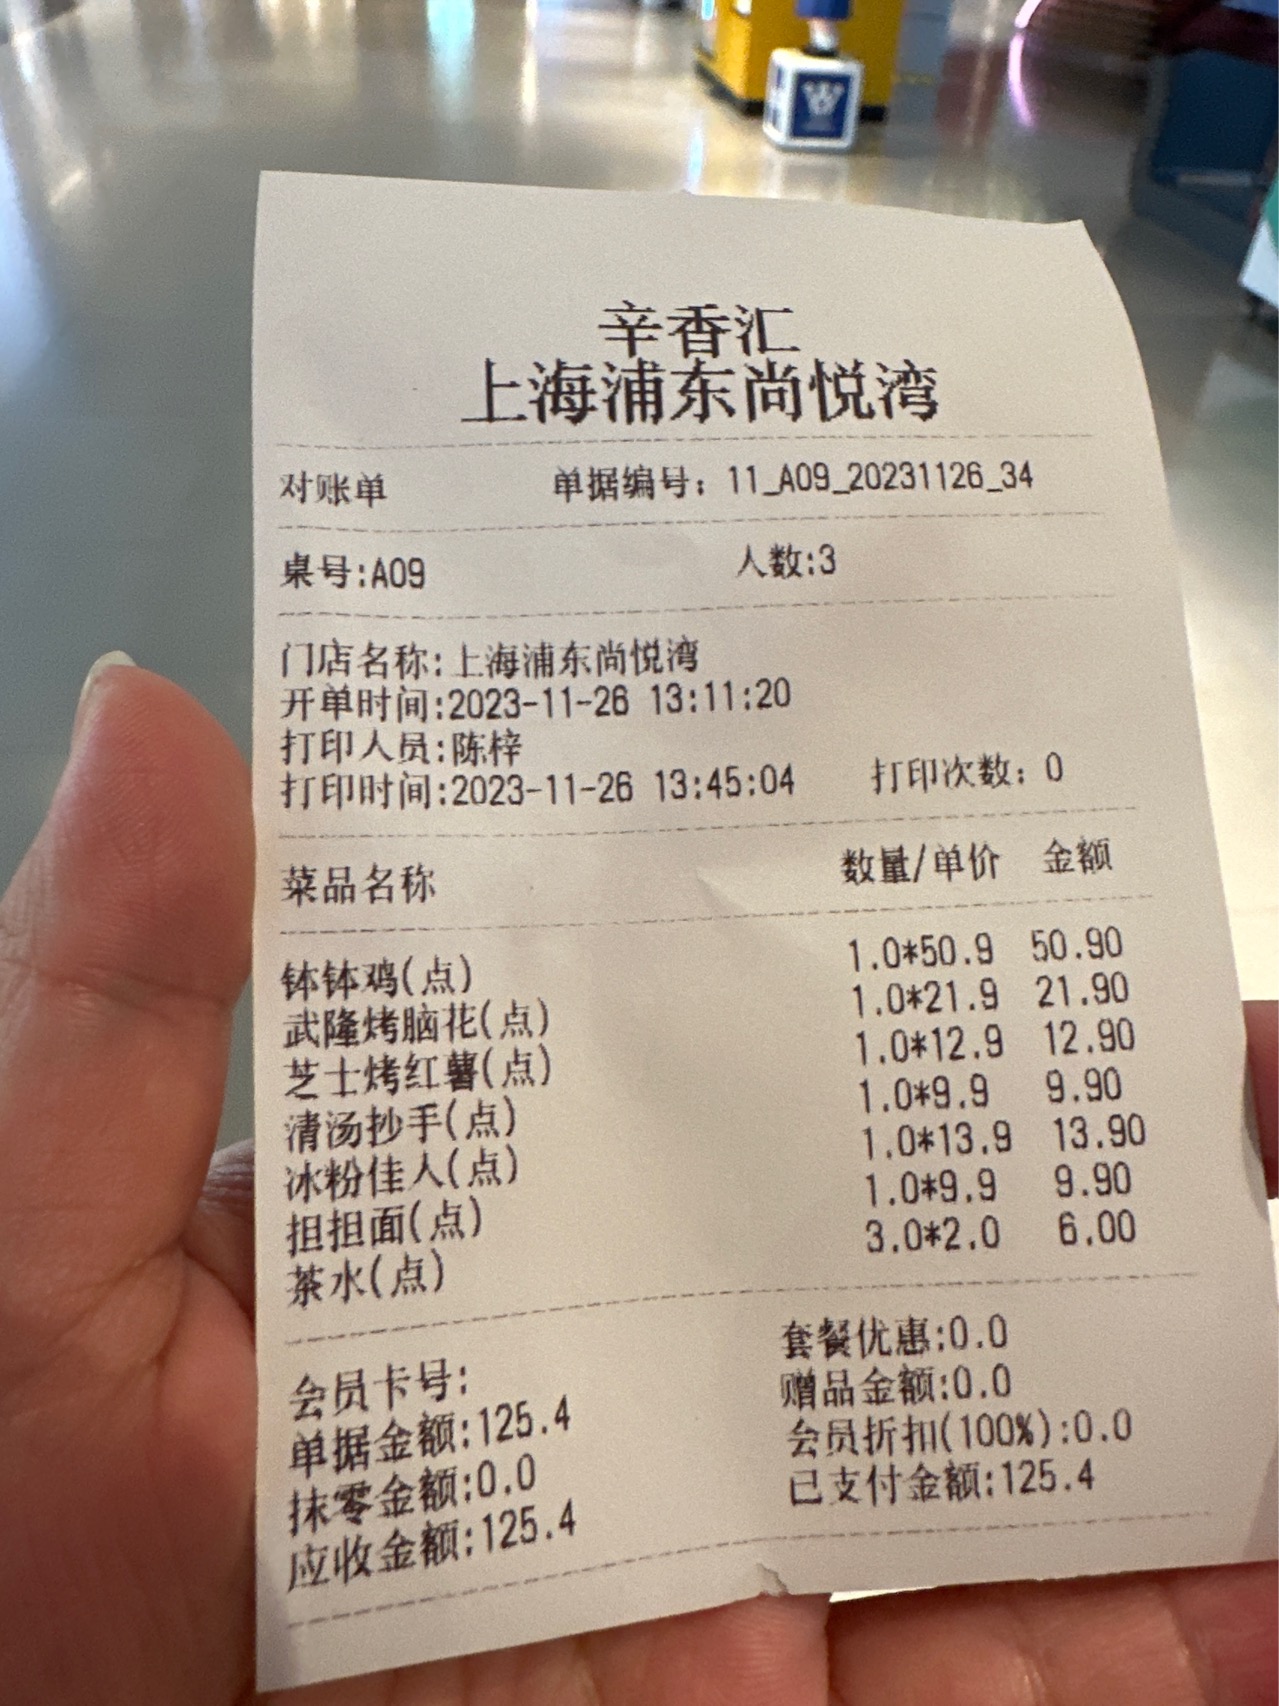 辛香汇
上海浦东尚悦湾
对账单 单据编号：11_A09_20231126_34
桌号:A09 人数:3
门店名称:上海浦东尚悦湾
开单时间:2023-11-26 13:11:20
打印人员:陈梓
打印时间:2023-11-26 13:45:04 打印次数：0
菜品名称 数量/单价 金额
钵钵鸡(点) 1.0*50.9 50.90
武隆烤脑花(点) 1.0*21.9 21.90
芝士烤红薯(点) 1.0*12.9 12.90
清汤抄手(点) 1.0*9.9 9.90
冰粉佳人(点) 1.0*13.9 13.90
担担面(点) 1.0*9.9 9.90
茶水(点) 3.0*2.0 6.00
会员卡号: 套餐优惠:0.0
单据金额:125.4 赠品金额:0.0
抹零金额:0.0 会员折扣(100%):0.0
应收金额:125.4 已支付金额:125.4